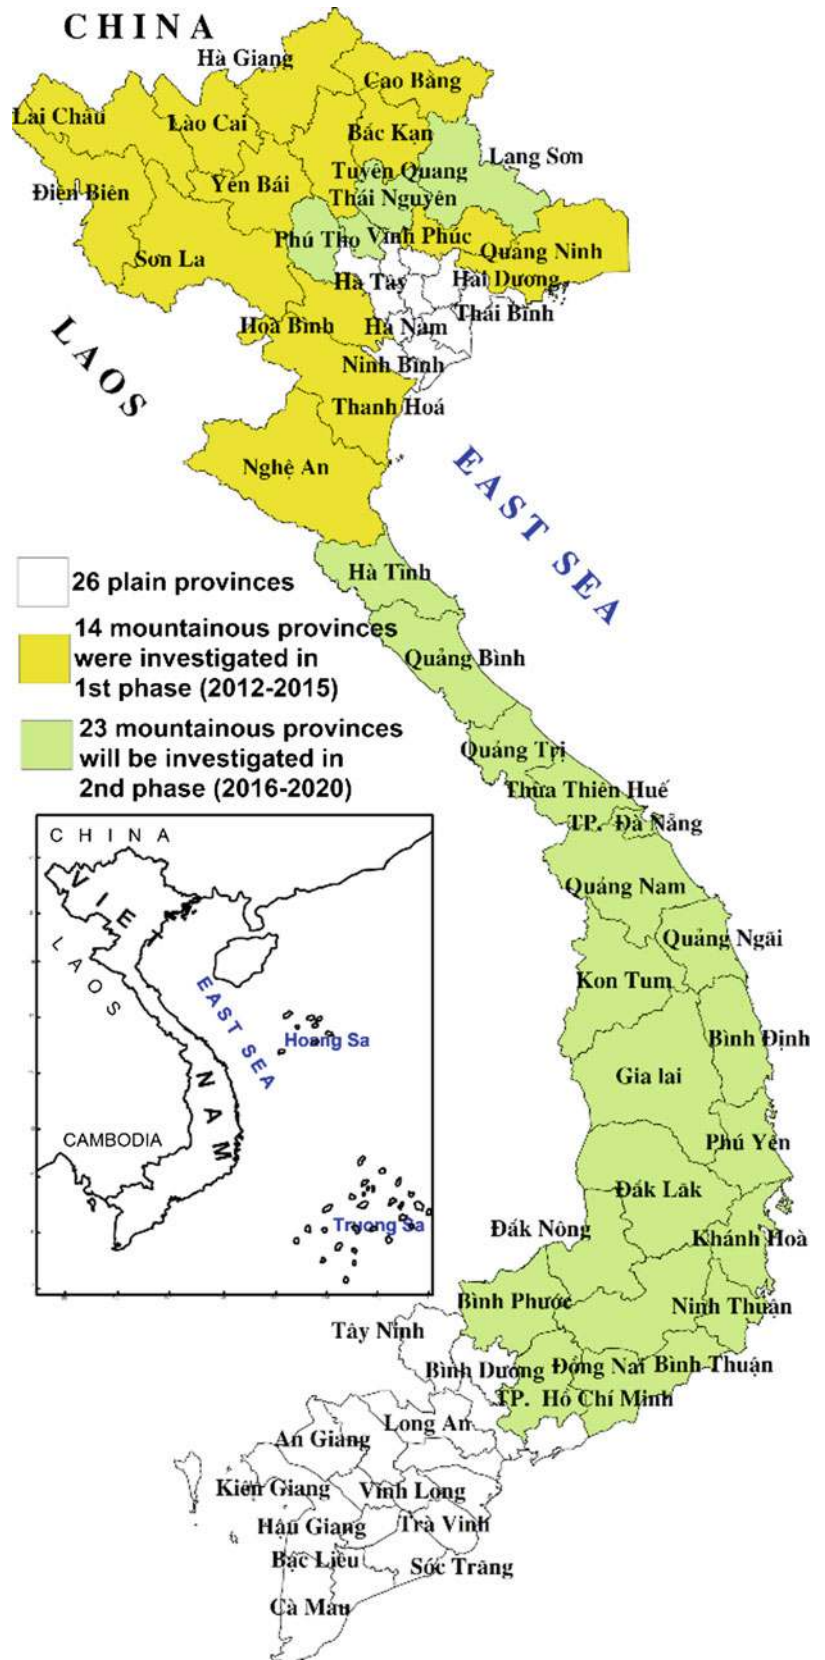 CHINA
Hà Giang
Cao Bằng
Lai Châu
Lào Cai
Bắc Kạn
Lang Sơn
Tuyên Quang
Điện Biên
Yên Bái
Thái Nguyên
Phú Thọ
Vĩnh Phúc
Quảng Ninh
Sơn La
Hà Tây
Hải Dương
Thái Bình
Hoà Bình
Hà Nam
LAOS
Ninh Bình
Thanh Hoá
Nghệ An
EAST SEA
Hà Tĩnh
26 plain provinces
14 mountainous provinces
were investigated in
1st phase (2012-2015)
Quảng Bình
23 mountainous provinces
will be investigated in
2nd phase (2016-2020)
Quảng Trị
Thừa Thiên Huế
TP. Đà Nẵng
Quảng Nam
Quảng Ngãi
Kon Tum
Bình Định
Gia lai
Phú Yên
Đắk Lăk
Đắk Nông
Khánh Hoà
Bình Phước
Ninh Thuận
Tây Ninh
Bình Dương
Đồng Nai
Bình Thuận
TP. Hồ Chí Minh
Long An
An Giang
Kiên Giang
Vĩnh Long
Hậu Giang
Trà Vinh
Bạc Liêu
Sóc Trăng
Cà Mau
CHINA
VIET
LAOS
EAST SEA
Hoang Sa
NAM
CAMBODIA
Truong Sa